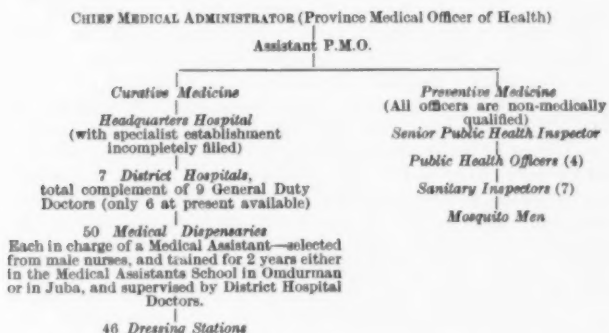 CHIEF MEDICAL ADMINISTRATOR (Province Medical Officer of Health)
Assistant P.M.O.
Curative Medicine
Headquarters Hospital
(with specialist establishment
incompletely filled)
7 District Hospitals,
total complement of 9 General Duty
Doctors (only 6 at present available)
50 Medical Dispensaries
Each in charge of a Medical Assistant—selected
from male nurses, and trained for 2 years either
in the Medical Assistants School in Omdurman
or in Juba, and supervised by District Hospital
Doctors.
46 Dressing Stations
Preventive Medicine
(All officers are non-medically
qualified)
Senior Public Health Inspector
Public Health Officers (4)
Sanitary Inspectors (7)
Mosquito Men